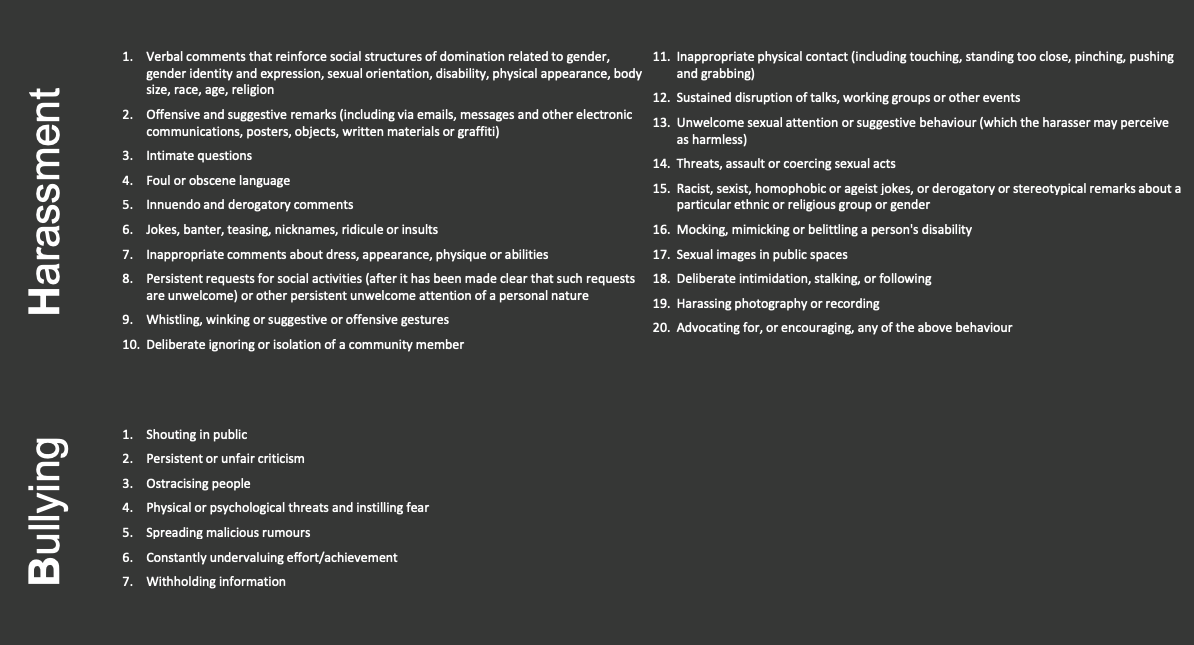 Harassment
1. Verbal comments that reinforce social structures of domination related to gender,
gender identity and expression, sexual orientation, disability, physical appearance, body
size, race, age, religion
2. Offensive and suggestive remarks (including via emails, messages and other electronic
communications, posters, objects, written materials or graffiti)
3. Intimate questions
4. Foul or obscene language
5. Innuendo and derogatory comments
6. Jokes, banter, teasing, nicknames, ridicule or insults
7. Inappropriate comments about dress, appearance, physique or abilities
8. Persistent requests for social activities (after it has been made clear that such requests
are unwelcome) or other persistent unwelcome attention of a personal nature
9. Whistling, winking or suggestive or offensive gestures
10. Deliberate ignoring or isolation of a community member
11. Inappropriate physical contact (including touching, standing too close, pinching, pushing
and grabbing)
12. Sustained disruption of talks, working groups or other events
13. Unwelcome sexual attention or suggestive behaviour (which the harasser may perceive
as harmless)
14. Threats, assault or coercing sexual acts
15. Racist, sexist, homophobic or ageist jokes, or derogatory or stereotypical remarks about a
particular ethnic or religious group or gender
16. Mocking, mimicking or belittling a person's disability
17. Sexual images in public spaces
18. Deliberate intimidation, stalking, or following
19. Harassing photography or recording
20. Advocating for, or encouraging, any of the above behaviour
Bullying
1. Shouting in public
2. Persistent or unfair criticism
3. Ostracising people
4. Physical or psychological threats and instilling fear
5. Spreading malicious rumours
6. Constantly undervaluing effort/achievement
7. Withholding information